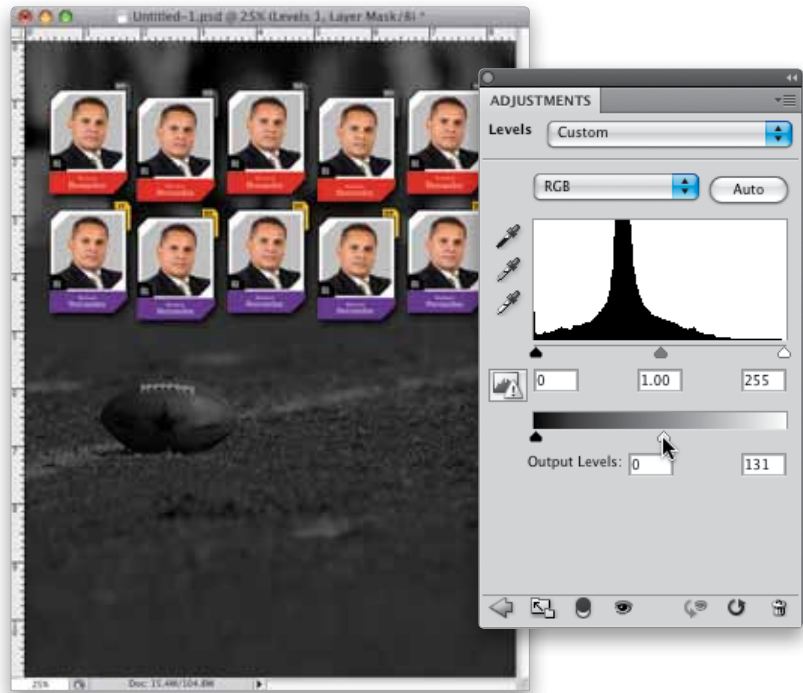 Untitled-1.psd @ 25% (Levels 1, Layer Mask/8) *
ADJUSTMENTS
Levels
Custom
RGB
Auto
0
1.00
255
Output Levels:
0
131
25%
Doc: 15.4M/104.8M